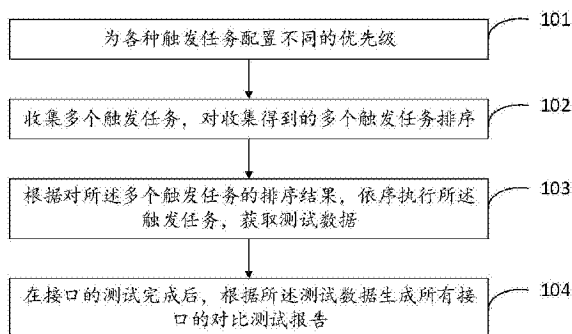 为各种触发任务配置不同的优先级
101
收集多个触发任务，对收集得到的多个触发任务排序
102
根据对所述多个触发任务的排序结果，依序执行所述
触发任务，获取测试数据
103
在接口的测试完成后，根据所述测试数据生成所有接
口的对比测试报告
104